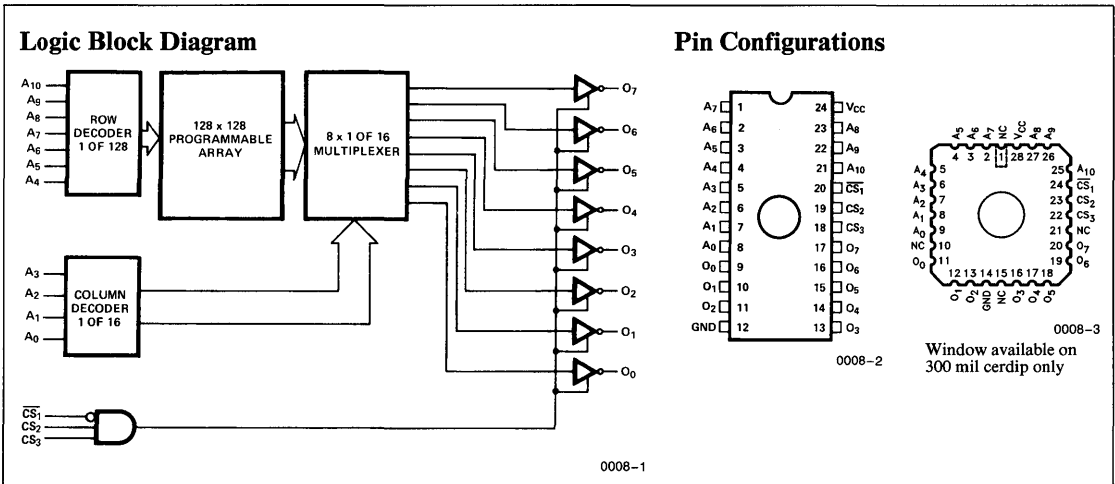 Logic Block Diagram
A10
A9
A8
A7
A6
A5
A4
ROW
DECODER
1 OF 128
128 x 128
PROGRAMMABLE
ARRAY
8 x 1 OF 16
MULTIPLEXER
A3
A2
A1
A0
COLUMN
DECODER
1 OF 16
O7
O6
O5
O4
O3
O2
O1
O0
C̅S̅1̅
CS2
CS3
0008–1
Pin Configurations
A7 1 24 VCC
A6 2 23 A8
A5 3 22 A9
A4 4 21 A10
A3 5 20 C̅S̅1̅
A2 6 19 CS2
A1 7 18 CS3
A0 8 17 O7
O0 9 16 O6
O1 10 15 O5
O2 11 14 O4
GND 12 13 O3
0008–2
A5 A6 A7 NC VCC A8 A9
4 3 2 1 28 27 26
A4 5 25 A10
A3 6 24 C̅S̅1
A2 7 23 CS2
A1 8 22 CS3
A0 9 21 NC
NC 10 20 O7
O0 11 19 O6
12 13 14 15 16 17 18
O1 O2 GND NC O3 O4 O5
0008–3
Window available on
300 mil cerdip only